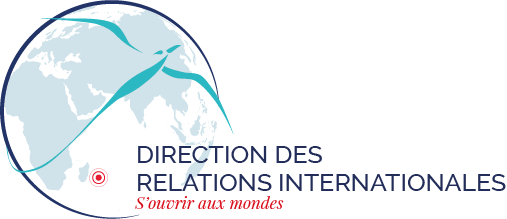 DIRECTION DES
RELATIONS INTERNATIONALES
S'ouvrir aux mondes